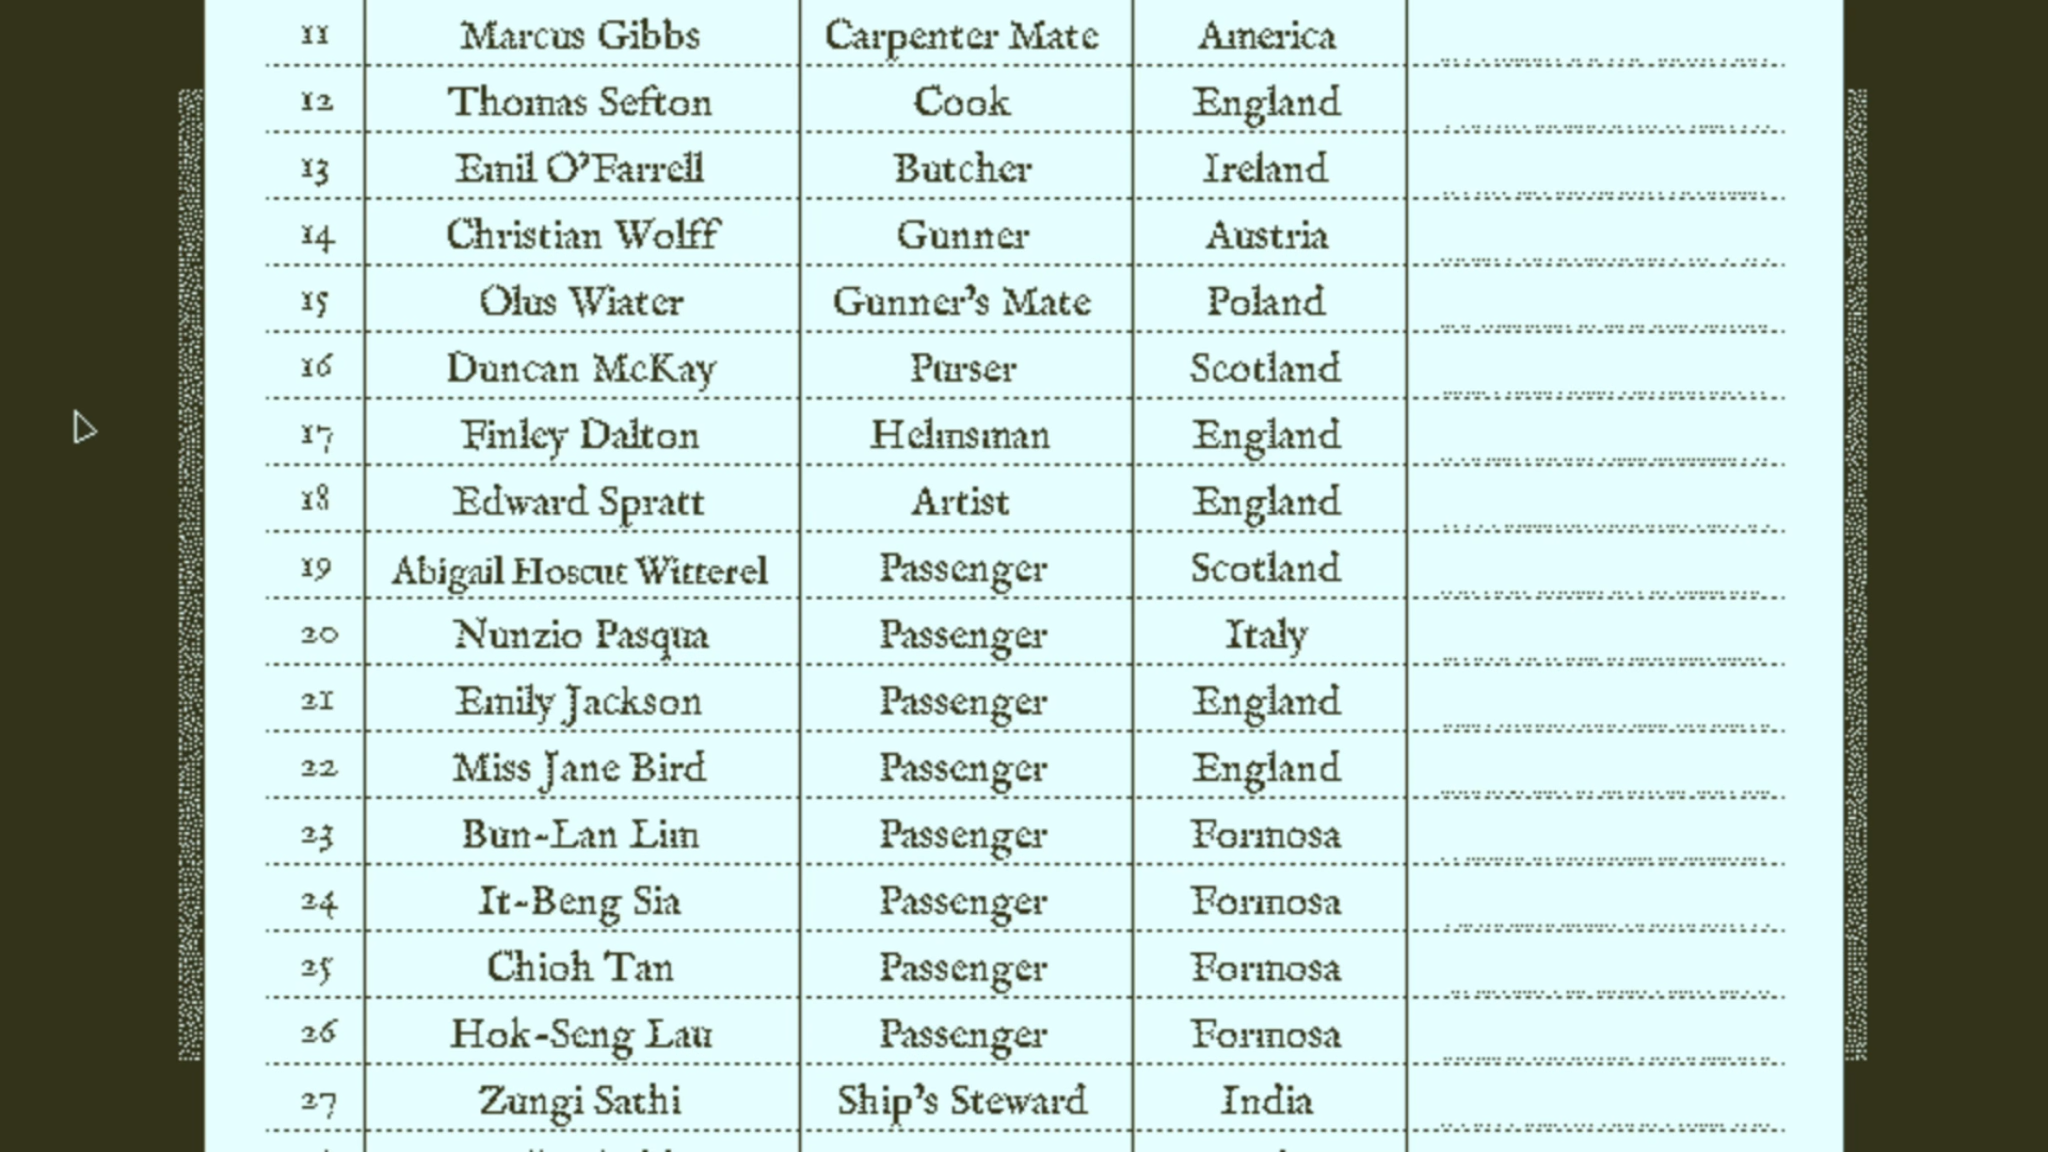 11 Marcus Gibbs Carpenter Mate America
12 Thomas Sefton Cook England
13 Emil O'Farrell Butcher Ireland
14 Christian Wolff Gunner Austria
15 Olus Wiater Gunner's Mate Poland
16 Duncan McKay Purser Scotland
17 Finley Dalton Helmsman England
18 Edward Spratt Artist England
19 Abigail Hoscut Witterel Passenger Scotland
20 Nunzio Pasqua Passenger Italy
21 Emily Jackson Passenger England
22 Miss Jane Bird Passenger England
23 Bun-Lan Lim Passenger Formosa
24 It-Beng Sia Passenger Formosa
25 Chioh Tan Passenger Formosa
26 Hok-Seng Lau Passenger Formosa
27 Zungi Sathi Ship's Steward India